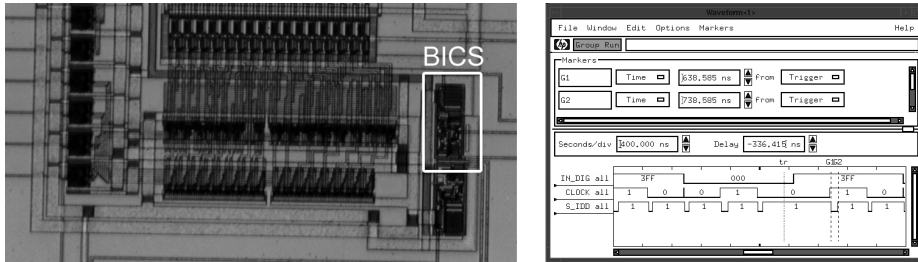 BICS
Waveform<1>
File Window Edit Options Markers Help
hp Group Run
Markers
G1 Time 638.585 ns from Trigger
G2 Time 738.585 ns from Trigger
Seconds/div 400.000 ns Delay -336.415 ns
tr G1G2
IN_DIG all 3FF 000 3FF
CLOCK all 1 0 0 1 0 1 0
S_IDD all 1 1 1 1 1 1 1